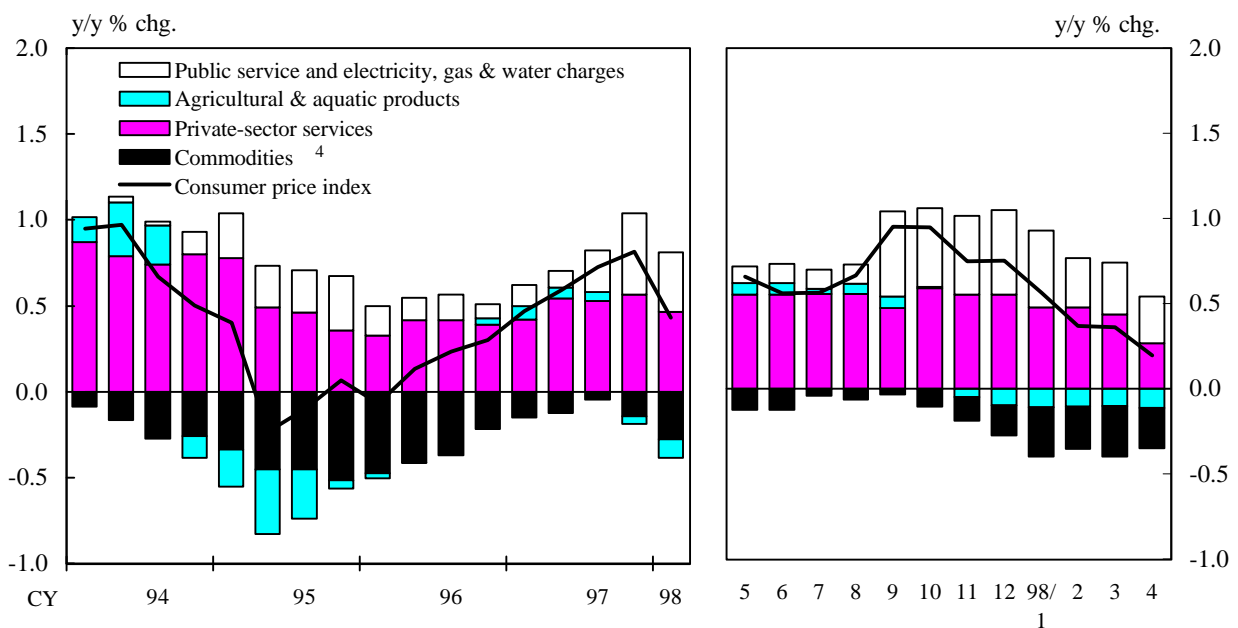 y/y % chg.
y/y % chg.
2.0
1.5
1.0
0.5
0.0
-0.5
-1.0
Public service and electricity, gas & water charges
Agricultural & aquatic products
Private-sector services
Commodities 4
Consumer price index
CY 94 95 96 97 98
2.0
1.5
1.0
0.5
0.0
-0.5
-1.0
5 6 7 8 9 10 11 12 98/ 2 3 4
1